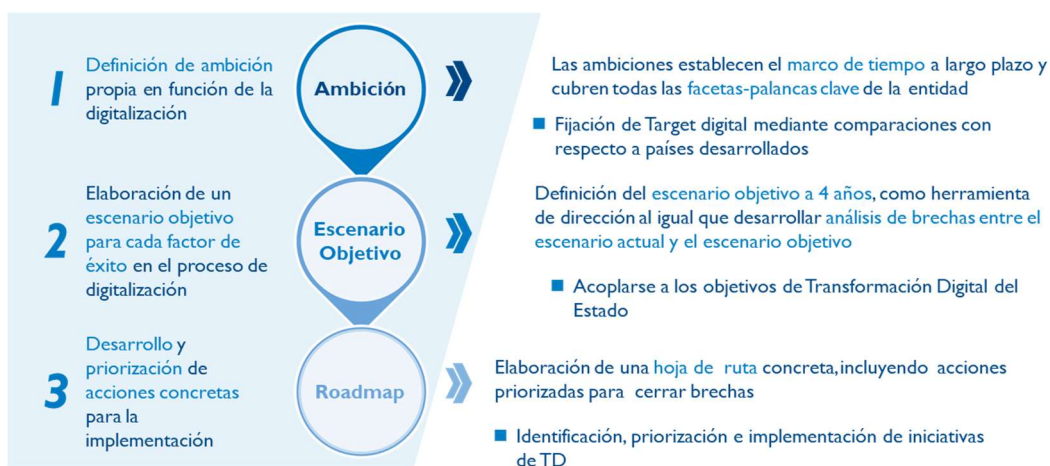 1
Definición de ambición
propia en función de la
digitalización
Ambición
Las ambiciones establecen el marco de tiempo a largo plazo y
cubren todas las facetas-palancas clave de la entidad
Fijación de Target digital mediante comparaciones con
respecto a países desarrollados
2
Elaboración de un
escenario objetivo
para cada factor de
éxito en el proceso de
digitalización
Escenario
Objetivo
Definición del escenario objetivo a 4 años, como herramienta
de dirección al igual que desarrollar análisis de brechas entre el
escenario actual y el escenario objetivo
Acoplarse a los objetivos de Transformación Digital del
Estado
3
Desarrollo y
priorización de
acciones concretas
para la
implementación
Roadmap
Elaboración de una hoja de ruta concreta, incluyendo acciones
priorizadas para cerrar brechas
Identificación, priorización e implementación de iniciativas
de TD